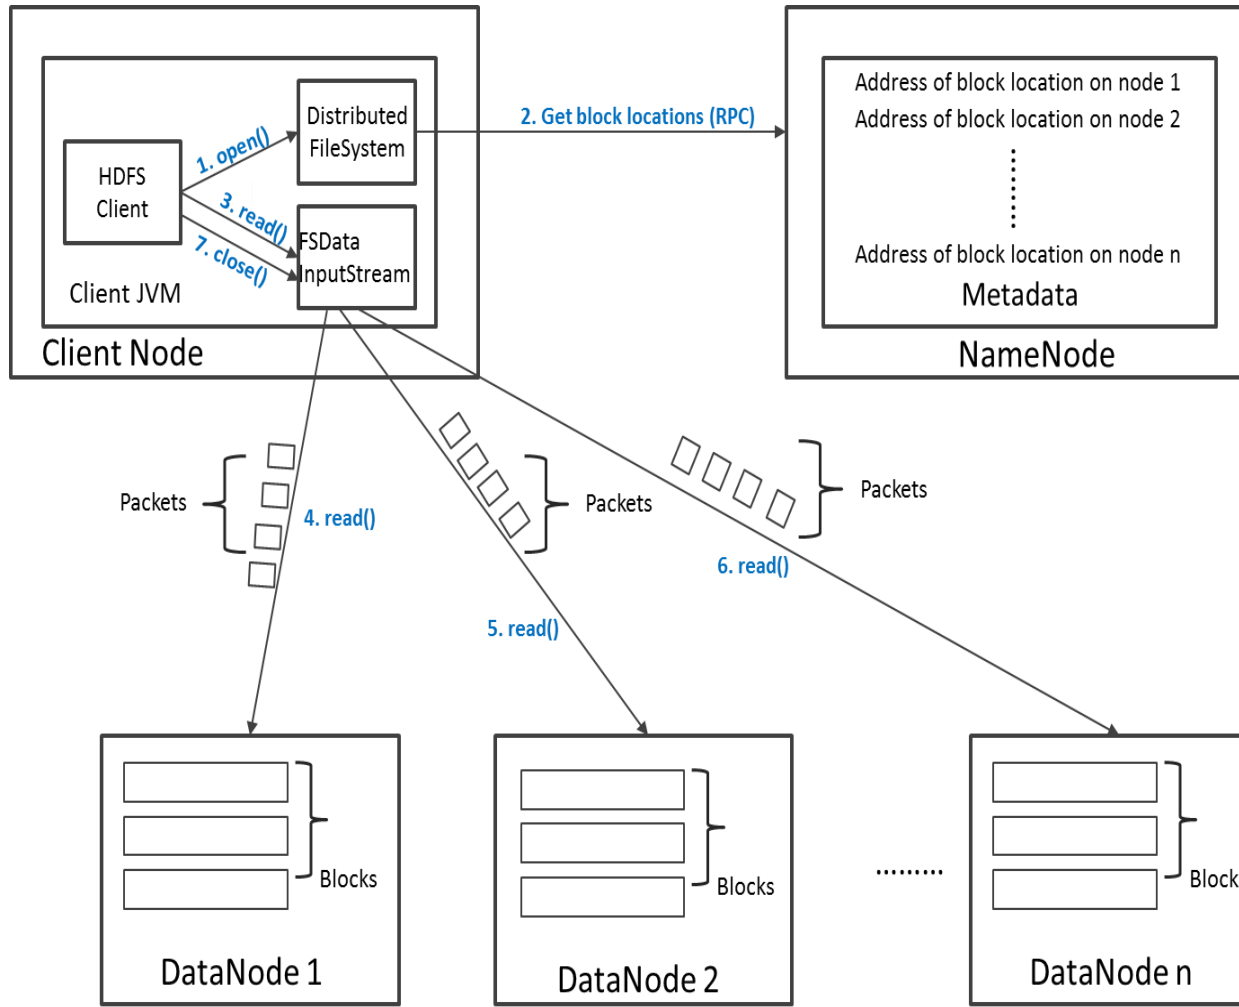 Distributed
FileSystem
HDFS
Client
FSData
InputStream
1. open()
3. read()
7. close()
Client JVM
Client Node
2. Get block locations (RPC)
Address of block location on node 1
Address of block location on node 2
Address of block location on node n
Metadata
NameNode
Packets
4. read()
Packets
5. read()
Packets
6. read()
Blocks
DataNode 1
Blocks
DataNode 2
.........
Block
DataNode n